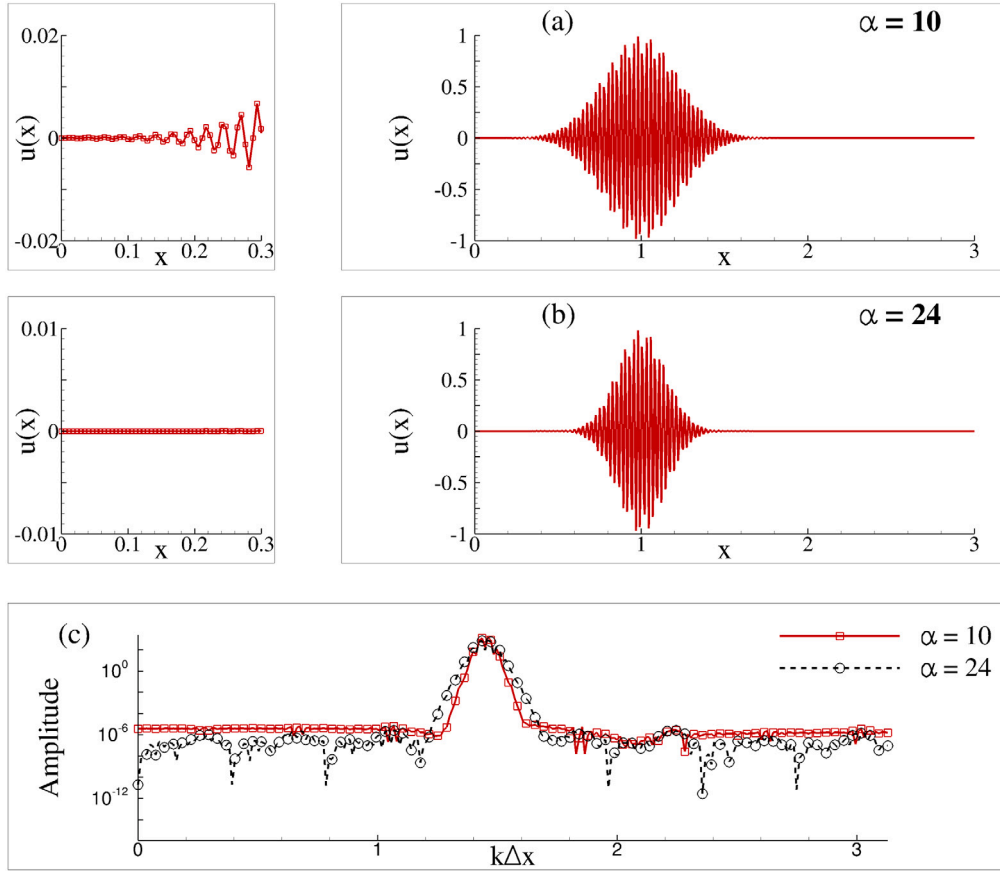 0.02
u(x)
0
-0.02
0 0.1 0.2 0.3
x
(a)
α = 10
1
0.5
u(x)
0
-0.5
-1
0 1 2 3
x
0.01
u(x)
0
-0.01
0 0.1 0.2 0.3
x
(b)
α = 24
1
0.5
u(x)
0
-0.5
-1
0 1 2 3
x
(c)
α = 10
α = 24
Amplitude
10^0
10^-6
10^-12
0 1 2 3
kΔx